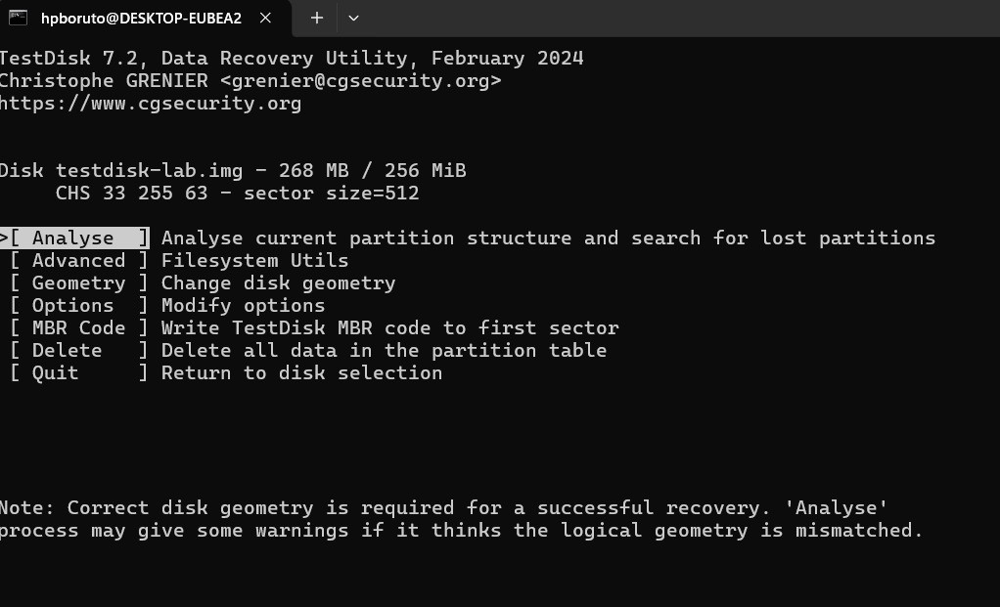 hpboruto@DESKTOP-EUBEA2
TestDisk 7.2, Data Recovery Utility, February 2024
Christophe GRENIER <grenier@cgsecurity.org>
https://www.cgsecurity.org
Disk testdisk-lab.img - 268 MB / 256 MiB
CHS 33 255 63 - sector size=512
>[ Analyse  ] Analyse current partition structure and search for lost partitions
[ Advanced ] Filesystem Utils
[ Geometry ] Change disk geometry
[ Options  ] Modify options
[ MBR Code ] Write TestDisk MBR code to first sector
[ Delete   ] Delete all data in the partition table
[ Quit     ] Return to disk selection
Note: Correct disk geometry is required for a successful recovery. 'Analyse'
process may give some warnings if it thinks the logical geometry is mismatched.